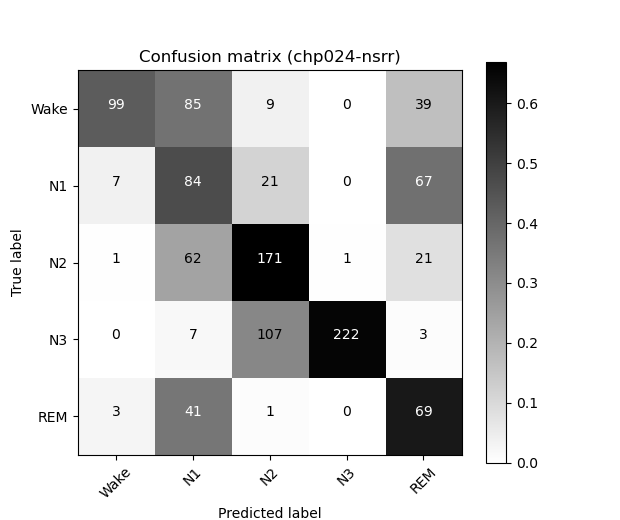 Confusion matrix (chp024-nsrr)
Wake 99 85 9 0 39
N1 7 84 21 0 67
N2 1 62 171 1 21
N3 0 7 107 222 3
REM 3 41 1 0 69
Wake N1 N2 N3 REM
Predicted label
True label
0.6
0.5
0.4
0.3
0.2
0.1
0.0